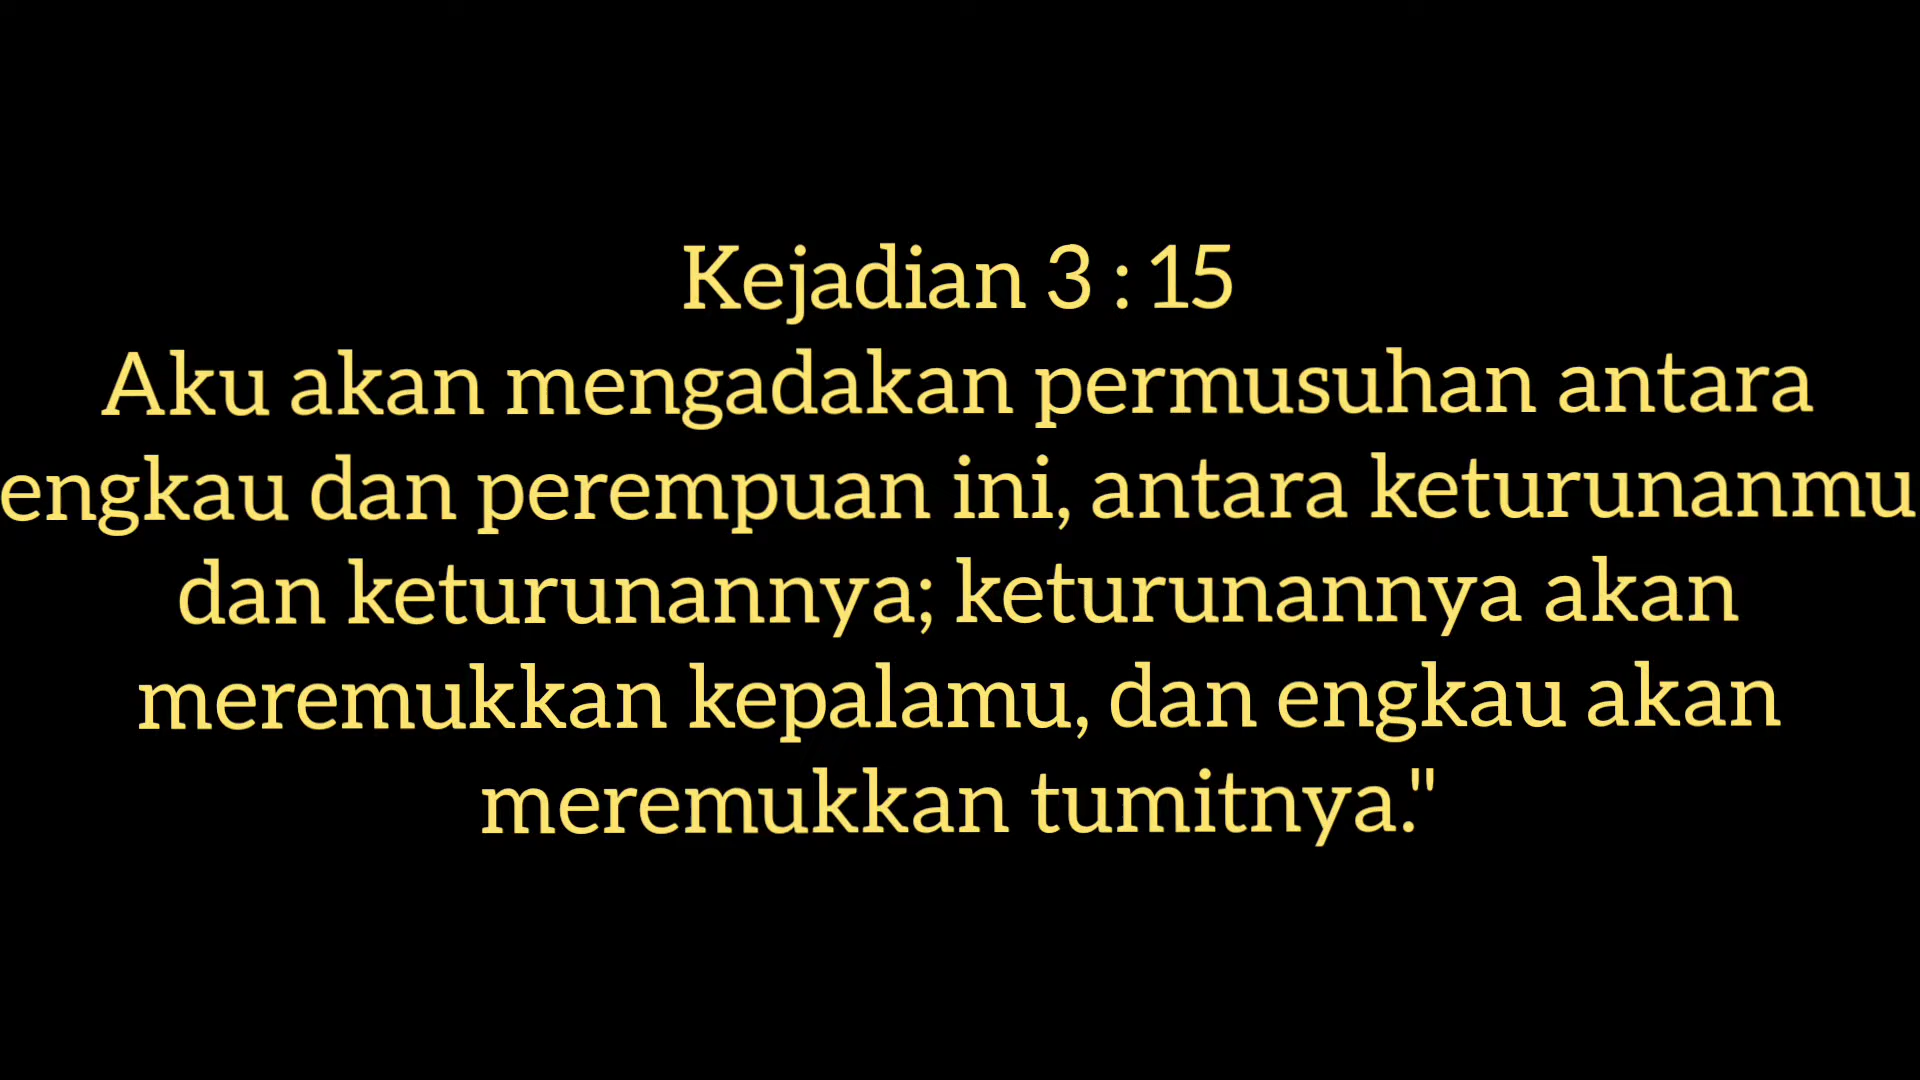 Kejadian 3 : 15
Aku akan mengadakan permusuhan antara
engkau dan perempuan ini, antara keturunanmu
dan keturunannya; keturunannya akan
meremukkan kepalamu, dan engkau akan
meremukkan tumitnya."